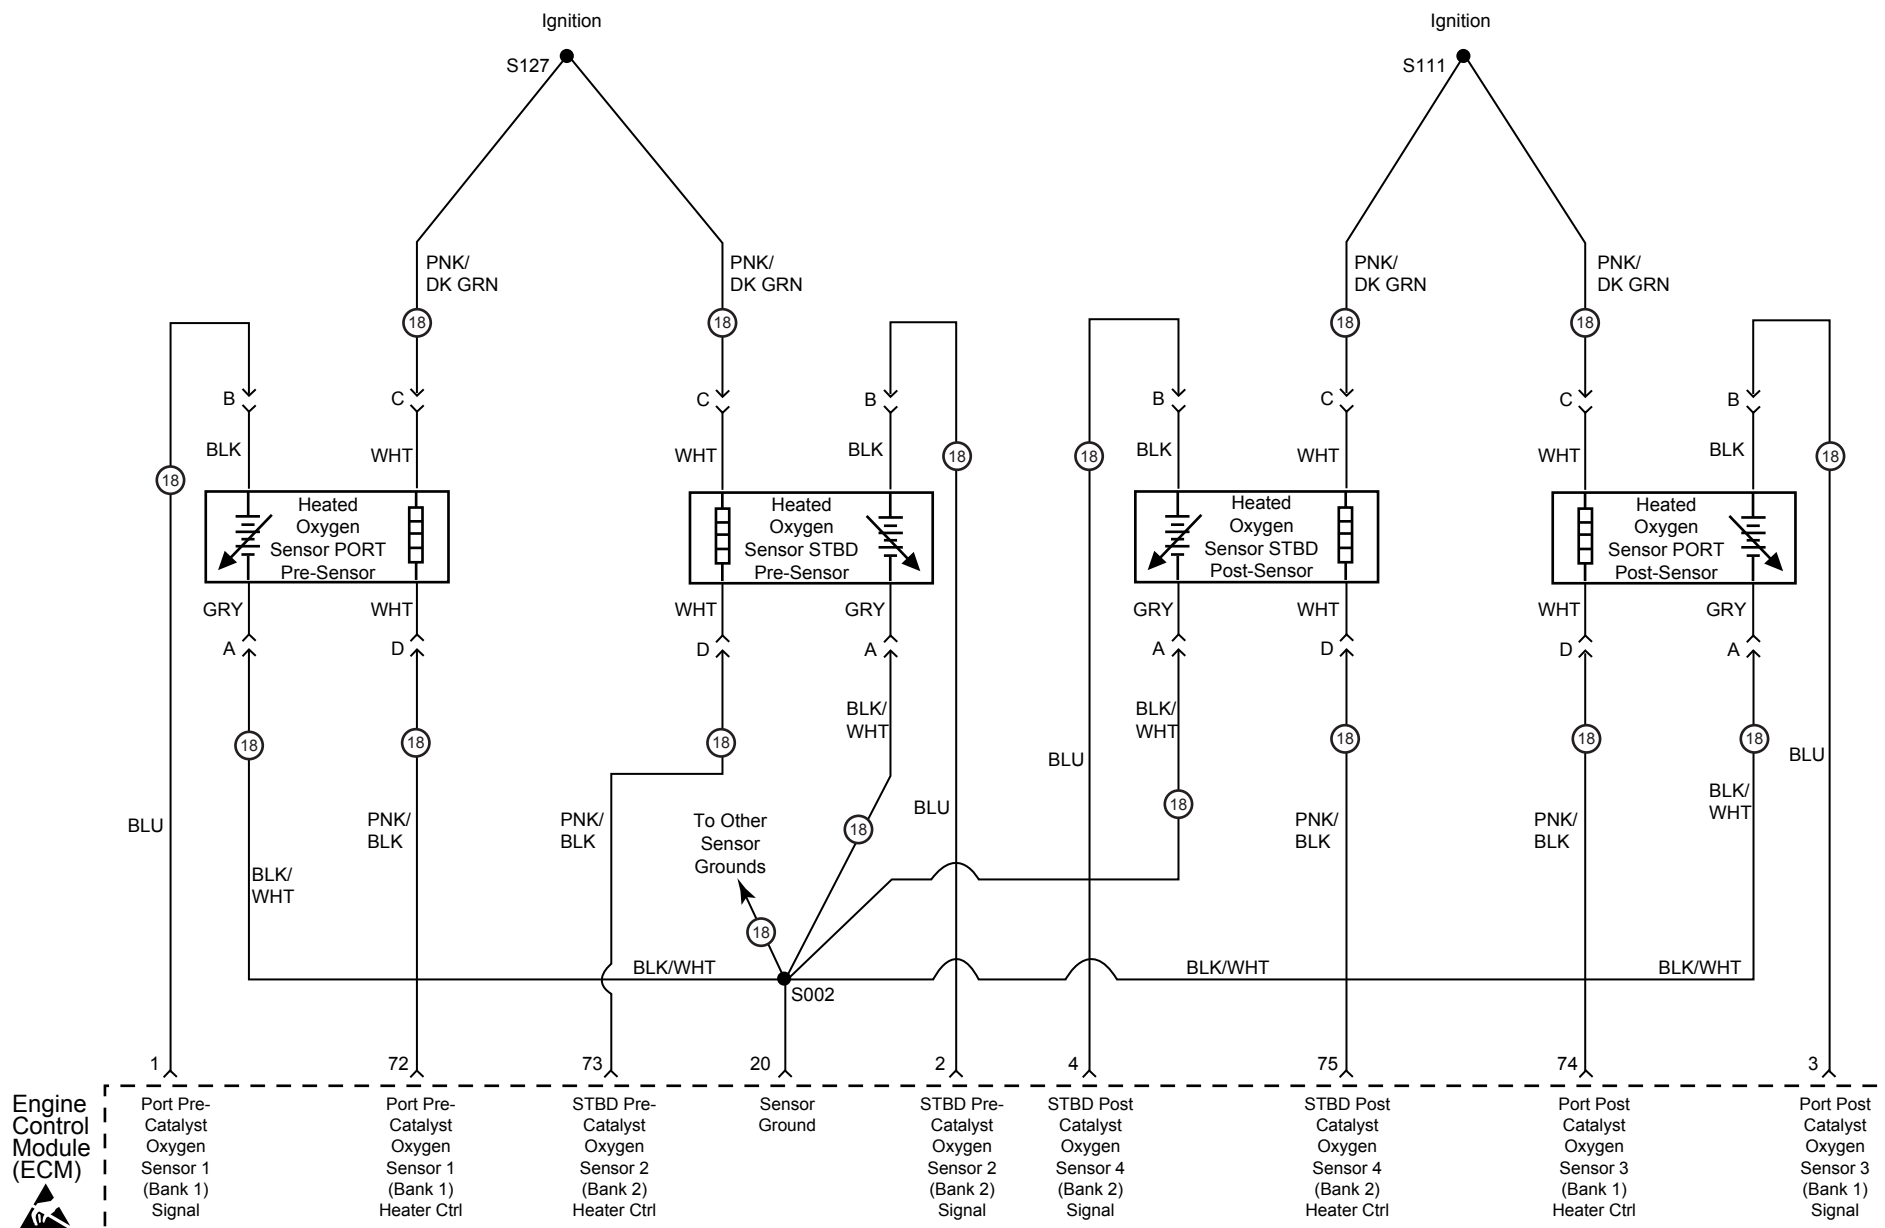 Ignition
Ignition
S127
S111
PNK/
DK GRN
PNK/
DK GRN
PNK/
DK GRN
PNK/
DK GRN
18
18
18
18
B
C
C
B
B
C
C
B
BLK
WHT
WHT
BLK
BLK
WHT
WHT
BLK
18
18
18
18
Heated
Oxygen
Sensor PORT
Pre-Sensor
Heated
Oxygen
Sensor STBD
Pre-Sensor
Heated
Oxygen
Sensor STBD
Post-Sensor
Heated
Oxygen
Sensor PORT
Post-Sensor
GRY
WHT
WHT
GRY
GRY
WHT
WHT
GRY
A
D
D
A
A
D
D
A
BLK/
WHT
BLK/
WHT
18
18
18
18
18
18
BLU
BLU
18
BLK/
WHT
BLU
PNK/
BLK
PNK/
BLK
To Other
Sensor
Grounds
18
BLU
PNK/
BLK
PNK/
BLK
BLK/
WHT
18
BLK/WHT
BLK/WHT
BLK/WHT
S002
1
72
73
20
2
4
75
74
3
Engine
Control
Module
(ECM)
Port Pre-
Catalyst
Oxygen
Sensor 1
(Bank 1)
Signal
Port Pre-
Catalyst
Oxygen
Sensor 1
(Bank 1)
Heater Ctrl
STBD Pre-
Catalyst
Oxygen
Sensor 2
(Bank 2)
Heater Ctrl
Sensor
Ground
STBD Pre-
Catalyst
Oxygen
Sensor 2
(Bank 2)
Signal
STBD Post
Catalyst
Oxygen
Sensor 4
(Bank 2)
Signal
STBD Post
Catalyst
Oxygen
Sensor 4
(Bank 2)
Heater Ctrl
Port Post
Catalyst
Oxygen
Sensor 3
(Bank 1)
Heater Ctrl
Port Post
Catalyst
Oxygen
Sensor 3
(Bank 1)
Signal